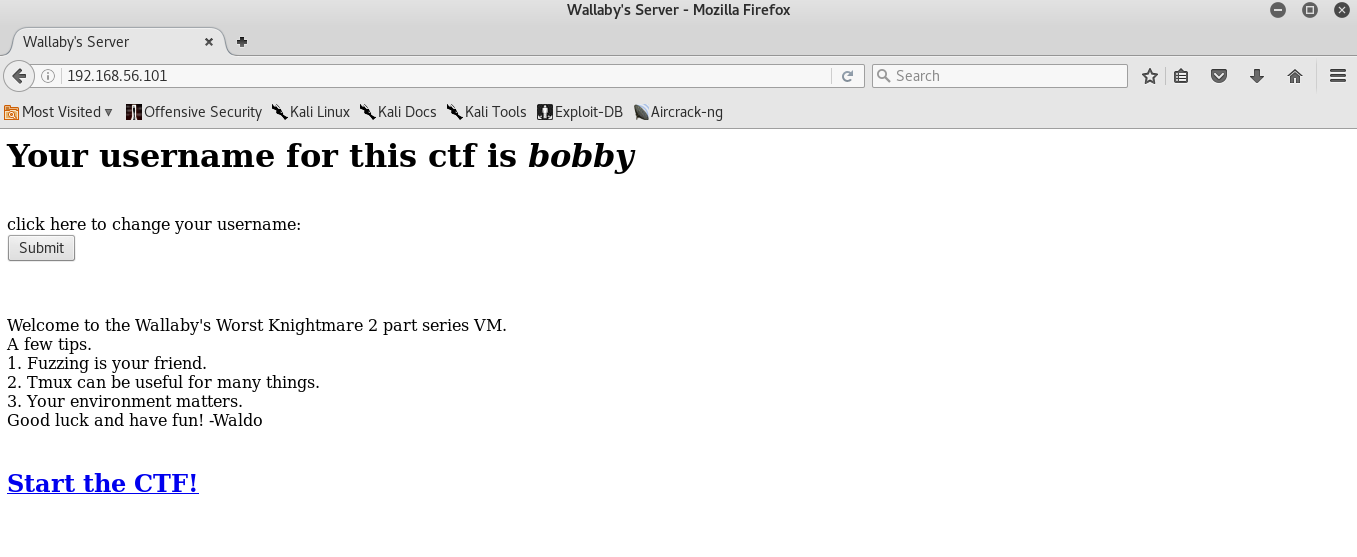 Wallaby's Server - Mozilla Firefox
Wallaby's Server
192.168.56.101
Search
Most Visited Offensive Security Kali Linux Kali Docs Kali Tools Exploit-DB Aircrack-ng
Your username for this ctf is bobby
click here to change your username:
Submit
Welcome to the Wallaby's Worst Knightmare 2 part series VM.
A few tips.
1. Fuzzing is your friend.
2. Tmux can be useful for many things.
3. Your environment matters.
Good luck and have fun! -Waldo
Start the CTF!